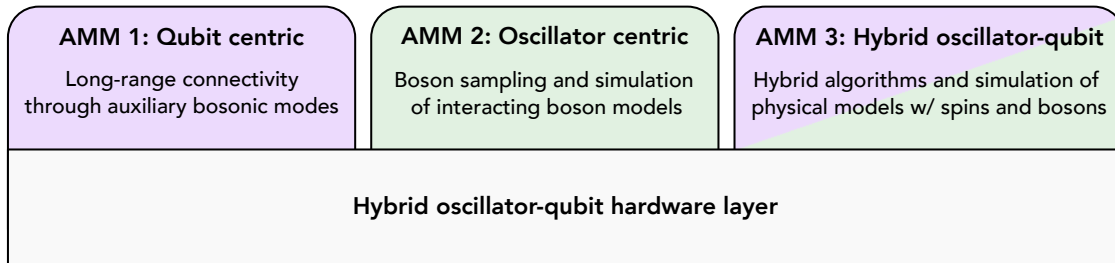 AMM 1: Qubit centric
Long-range connectivity
through auxiliary bosonic modes
AMM 2: Oscillator centric
Boson sampling and simulation
of interacting boson models
AMM 3: Hybrid oscillator-qubit
Hybrid algorithms and simulation of
physical models w/ spins and bosons
Hybrid oscillator-qubit hardware layer